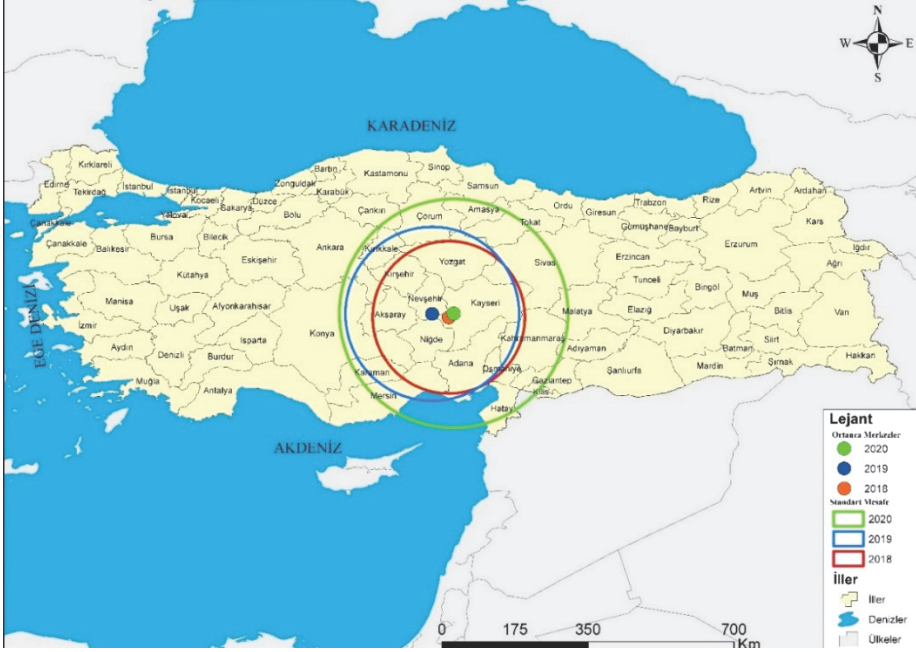 N
W E
S
KARADENİZ
Kırklareli
Edirne
Tekirdağ
İstanbul
İstanbul
Kocaeli
Yalova
Sakarya
Düzce
Zonguldak
Bartın
Karabük
Kastamonu
Sinop
Samsun
Bolu
Çankırı
Çorum
Amasya
Tokat
Ordu
Giresun
Trabzon
Rize
Artvin
Ardahan
Gümüşhane
Bayburt
Kars
Iğdır
Ağrı
Erzurum
Erzincan
Çanakkale
Çanakkale
Balıkesir
Bursa
Bilecik
Eskişehir
Ankara
Kırıkkale
Kırşehir
Yozgat
Sivas
Tunceli
Bingöl
Muş
Kütahya
Manisa
Uşak
Afyonkarahisar
Nevşehir
Kayseri
Aksaray
Malatya
Elazığ
Diyarbakır
Bitlis
Van
İzmir
EGE DENİZİ
Aydın
Denizli
Isparta
Burdur
Konya
Niğde
Kahramanmaraş
Adıyaman
Batman
Siirt
Şırnak
Hakkari
Mardin
Şanlıurfa
Muğla
Antalya
Karaman
Mersin
Adana
Osmaniye
Gaziantep
Kilis
Hatay
AKDENİZ
Lejant
Ortanca Merkezler
2020
2019
2018
Standart Mesafe
2020
2019
2018
İller
İller
Denizler
Ülkeler
0 175 350 700
Km